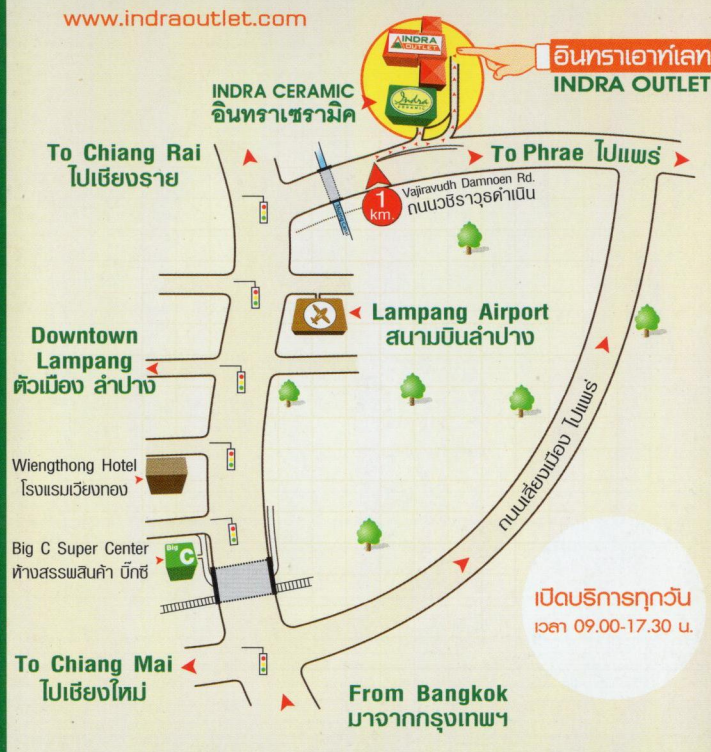 www.indraoutlet.com
INDRA
OUTLET
อินทราเอาท์เลท
INDRA OUTLET
INDRA CERAMIC
อินทราเซรามิค
Indra
CERAMIC
To Chiang Rai
ไปเชียงราย
To Phrae ไปแพร่
1
km.
Vajiravudh Damnoen Rd.
ถนนวชิราวุธดำเนิน
Lampang Airport
สนามบินลำปาง
Downtown
Lampang
ตัวเมือง ลำปาง
ถนนเลี่ยงเมือง ไปแพร่
Wiengthong Hotel
โรงแรมเวียงทอง
Big C Super Center
ห้างสรรพสินค้า บิ๊กซี
Big
C
เปิดบริการทุกวัน
เวลา 09.00-17.30 น.
To Chiang Mai
ไปเชียงใหม่
From Bangkok
มาจากกรุงเทพฯ